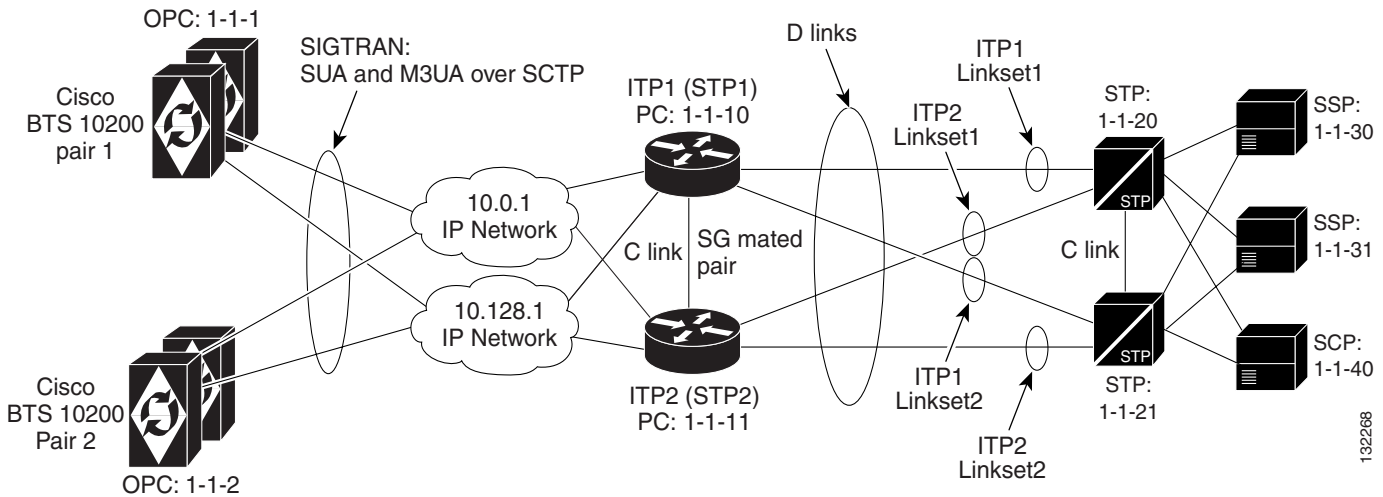 OPC: 1-1-1
Cisco
BTS 10200
pair 1
SIGTRAN:
SUA and M3UA over SCTP
10.0.1
IP Network
10.128.1
IP Network
Cisco
BTS 10200
Pair 2
OPC: 1-1-2
ITP1 (STP1)
PC: 1-1-10
C link
SG mated
pair
ITP2 (STP2)
PC: 1-1-11
D links
ITP2
Linkset1
ITP1
Linkset1
ITP1
Linkset2
ITP2
Linkset2
STP:
1-1-20
STP
C link
STP
STP:
1-1-21
SSP:
1-1-30
SSP:
1-1-31
SCP:
1-1-40
132268